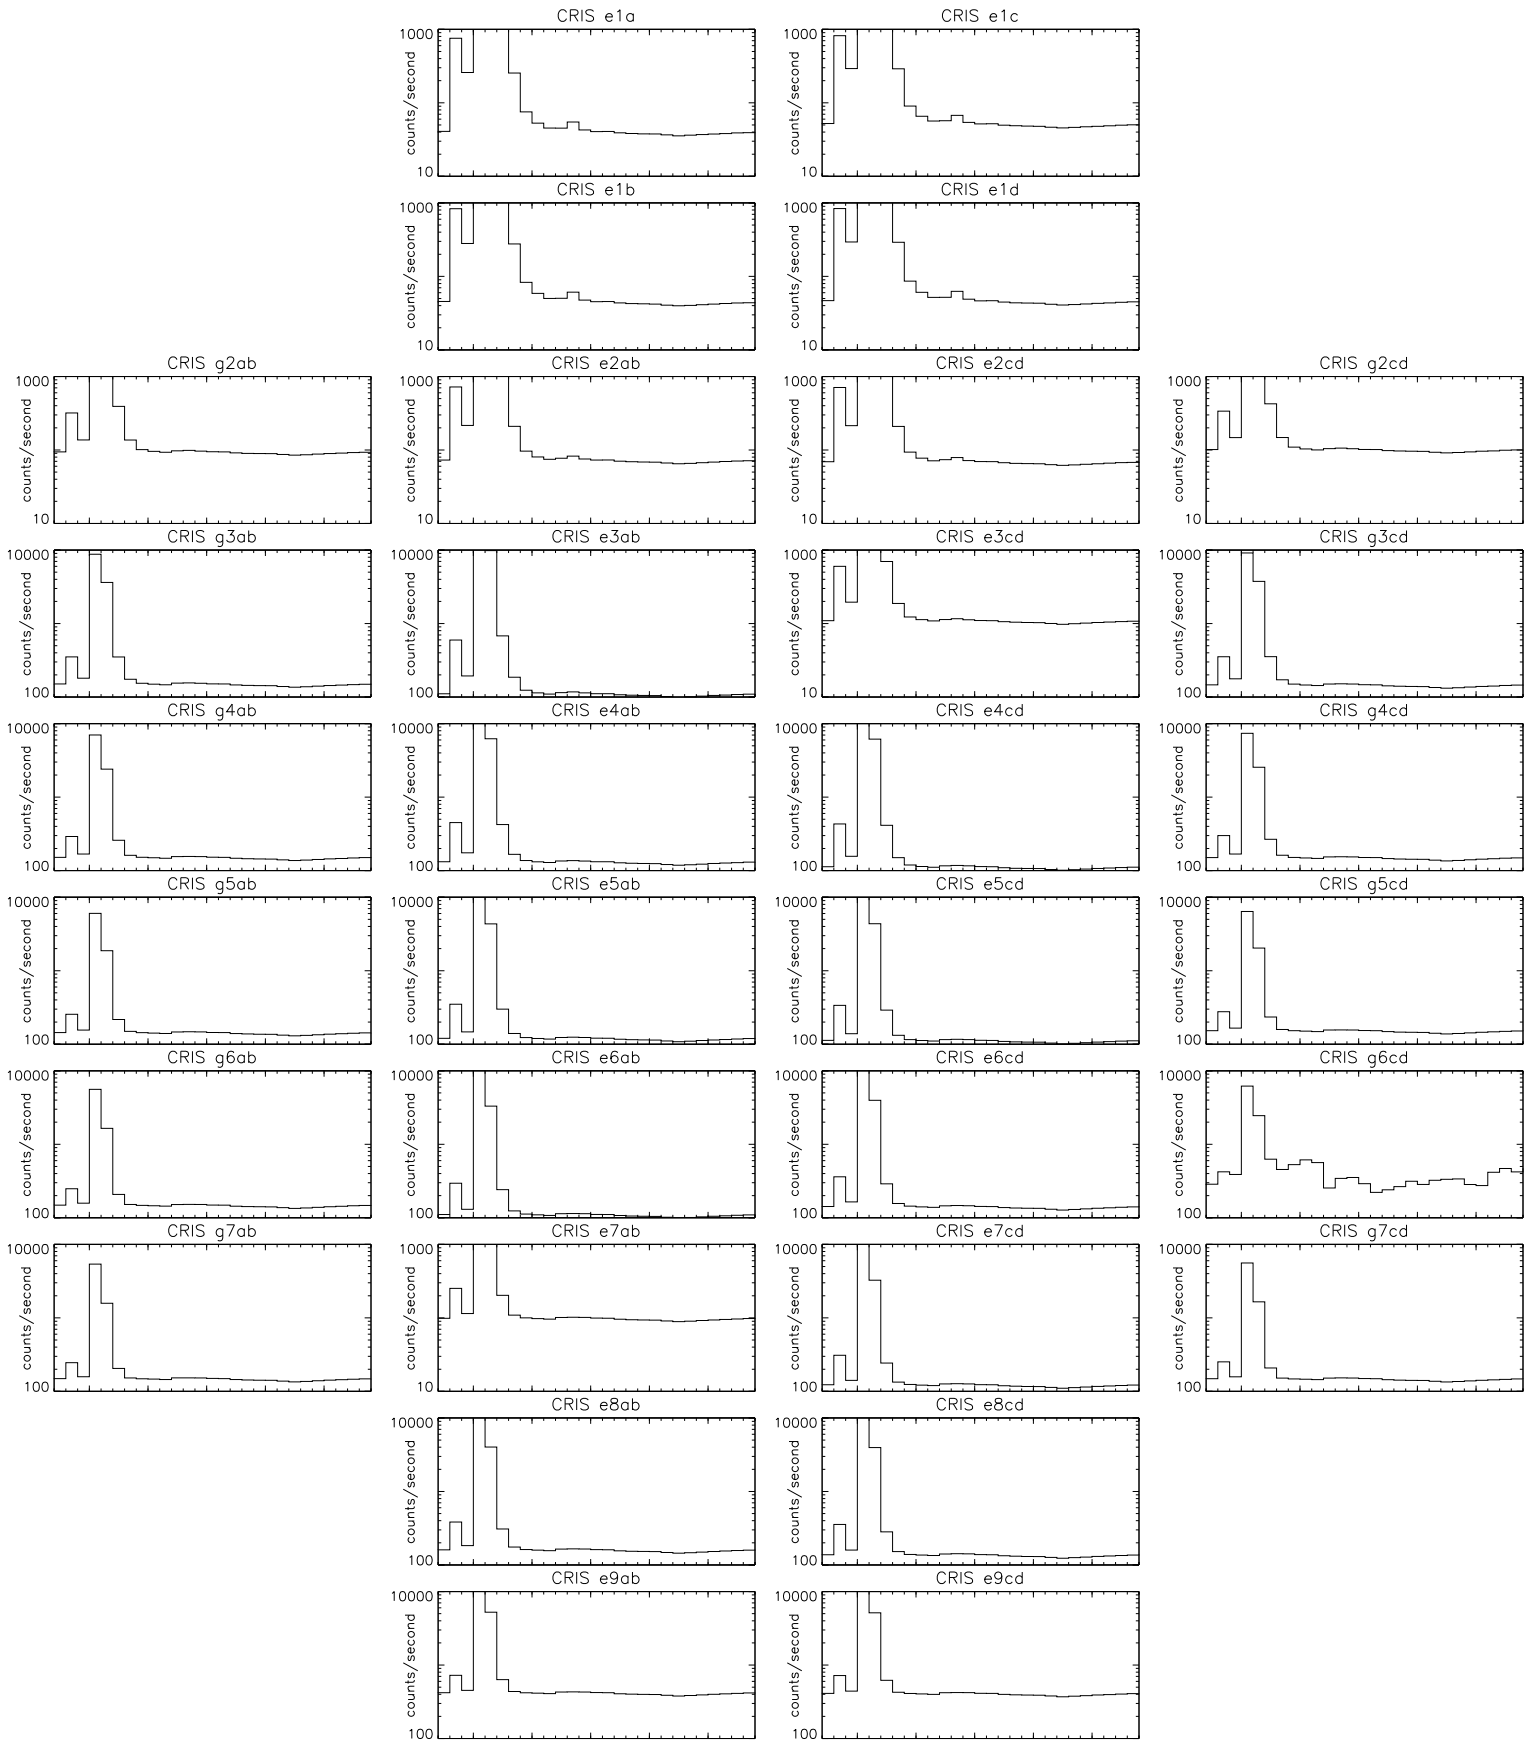 CRIS e1a
CRIS e1c
1000
counts/second
10
1000
counts/second
10
CRIS e1b
CRIS e1d
1000
counts/second
10
1000
counts/second
10
CRIS g2ab
CRIS e2ab
CRIS e2cd
CRIS g2cd
1000
counts/second
10
1000
counts/second
10
1000
counts/second
10
1000
counts/second
10
CRIS g3ab
CRIS e3ab
CRIS e3cd
CRIS g3cd
10000
counts/second
100
10000
counts/second
100
1000
counts/second
10
10000
counts/second
100
CRIS g4ab
CRIS e4ab
CRIS e4cd
CRIS g4cd
10000
counts/second
100
10000
counts/second
100
10000
counts/second
100
10000
counts/second
100
CRIS g5ab
CRIS e5ab
CRIS e5cd
CRIS g5cd
10000
counts/second
100
10000
counts/second
100
10000
counts/second
100
10000
counts/second
100
CRIS g6ab
CRIS e6ab
CRIS e6cd
CRIS g6cd
10000
counts/second
100
10000
counts/second
100
10000
counts/second
100
10000
counts/second
100
CRIS g7ab
CRIS e7ab
CRIS e7cd
CRIS g7cd
10000
counts/second
100
1000
counts/second
10
10000
counts/second
100
10000
counts/second
100
CRIS e8ab
CRIS e8cd
10000
counts/second
100
10000
counts/second
100
CRIS e9ab
CRIS e9cd
10000
counts/second
100
10000
counts/second
100